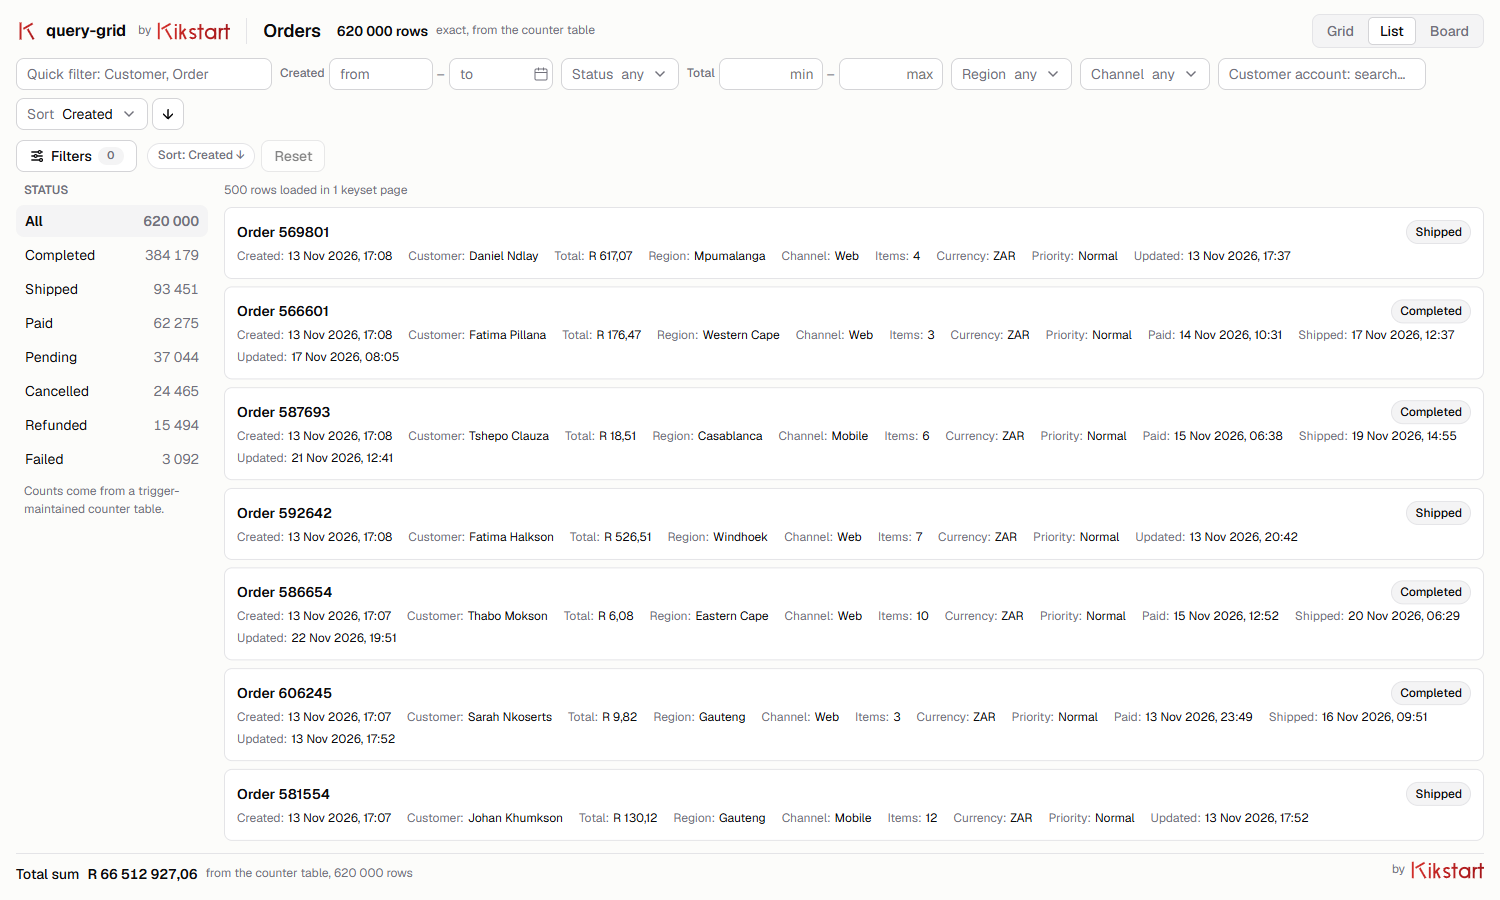 query-grid by Kikstart Orders 620 000 rows exact, from the counter table Grid List Board
Quick filter: Customer, Order Created from – to Status any Total min – max Region any Channel any Customer account: search...
Sort Created ↓
Filters 0 Sort: Created ↓ Reset
STATUS
All 620 000
Completed 384 179
Shipped 93 451
Paid 62 275
Pending 37 044
Cancelled 24 465
Refunded 15 494
Failed 3 092
Counts come from a trigger-
maintained counter table.
500 rows loaded in 1 keyset page
Order 569801 Shipped
Created: 13 Nov 2026, 17:08 Customer: Daniel Ndlay Total: R 617,07 Region: Mpumalanga Channel: Web Items: 4 Currency: ZAR Priority: Normal Updated: 13 Nov 2026, 17:37
Order 566601 Completed
Created: 13 Nov 2026, 17:08 Customer: Fatima Pillana Total: R 176,47 Region: Western Cape Channel: Web Items: 3 Currency: ZAR Priority: Normal Paid: 14 Nov 2026, 10:31 Shipped: 17 Nov 2026, 12:37
Updated: 17 Nov 2026, 08:05
Order 587693 Completed
Created: 13 Nov 2026, 17:08 Customer: Tshepo Clauza Total: R 18,51 Region: Casablanca Channel: Mobile Items: 6 Currency: ZAR Priority: Normal Paid: 15 Nov 2026, 06:38 Shipped: 19 Nov 2026, 14:55
Updated: 21 Nov 2026, 12:41
Order 592642 Shipped
Created: 13 Nov 2026, 17:08 Customer: Fatima Halkson Total: R 526,51 Region: Windhoek Channel: Web Items: 7 Currency: ZAR Priority: Normal Updated: 13 Nov 2026, 20:42
Order 586654 Completed
Created: 13 Nov 2026, 17:07 Customer: Thabo Mokson Total: R 6,08 Region: Eastern Cape Channel: Web Items: 10 Currency: ZAR Priority: Normal Paid: 15 Nov 2026, 12:52 Shipped: 20 Nov 2026, 06:29
Updated: 22 Nov 2026, 19:51
Order 606245 Completed
Created: 13 Nov 2026, 17:07 Customer: Sarah Nkoserts Total: R 9,82 Region: Gauteng Channel: Web Items: 3 Currency: ZAR Priority: Normal Paid: 13 Nov 2026, 23:49 Shipped: 16 Nov 2026, 09:51
Updated: 13 Nov 2026, 17:52
Order 581554 Shipped
Created: 13 Nov 2026, 17:07 Customer: Johan Khumkson Total: R 130,12 Region: Gauteng Channel: Mobile Items: 12 Currency: ZAR Priority: Normal Updated: 13 Nov 2026, 17:52
Total sum R 66 512 927,06 from the counter table, 620 000 rows by Kikstart